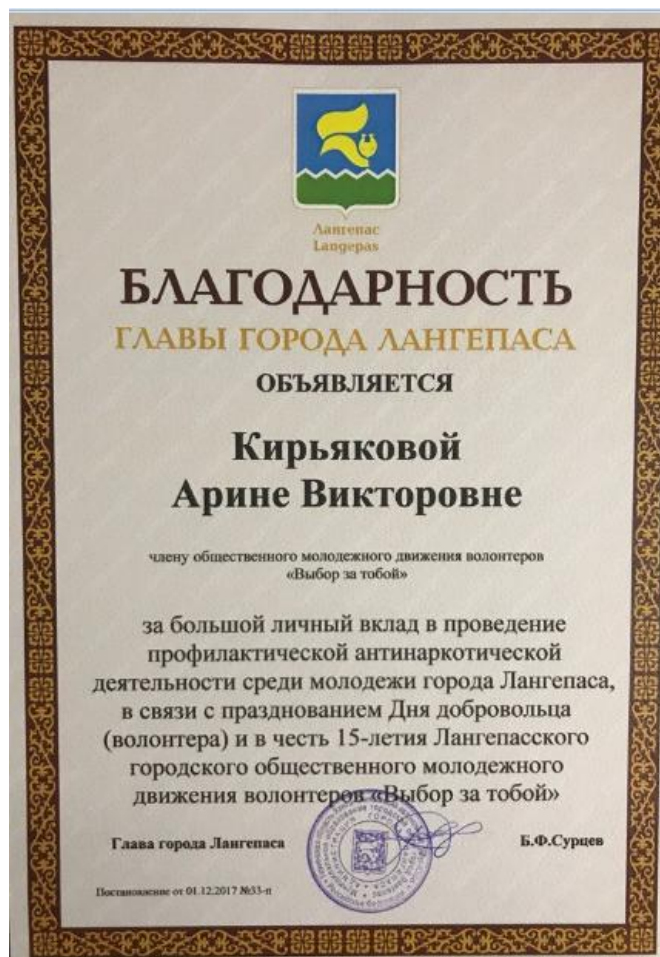 Лангепас
Langepas
БЛАГОДАРНОСТЬ
ГЛАВЫ ГОРОДА ЛАНГЕПАСА
ОБЪЯВЛЯЕТСЯ
Кирьяковой
Арине Викторовне
члену общественного молодежного движения волонтеров
«Выбор за тобой»
за большой личный вклад в проведение
профилактической антинаркотической
деятельности среди молодежи города Лангепаса,
в связи с празднованием Дня добровольца
(волонтера) и в честь 15-летия Лангепасского
городского общественного молодежного
движения волонтеров «Выбор за тобой»
Глава города Лангепаса
Б.Ф.Сурцев
Постановление от 01.12.2017 №33-п